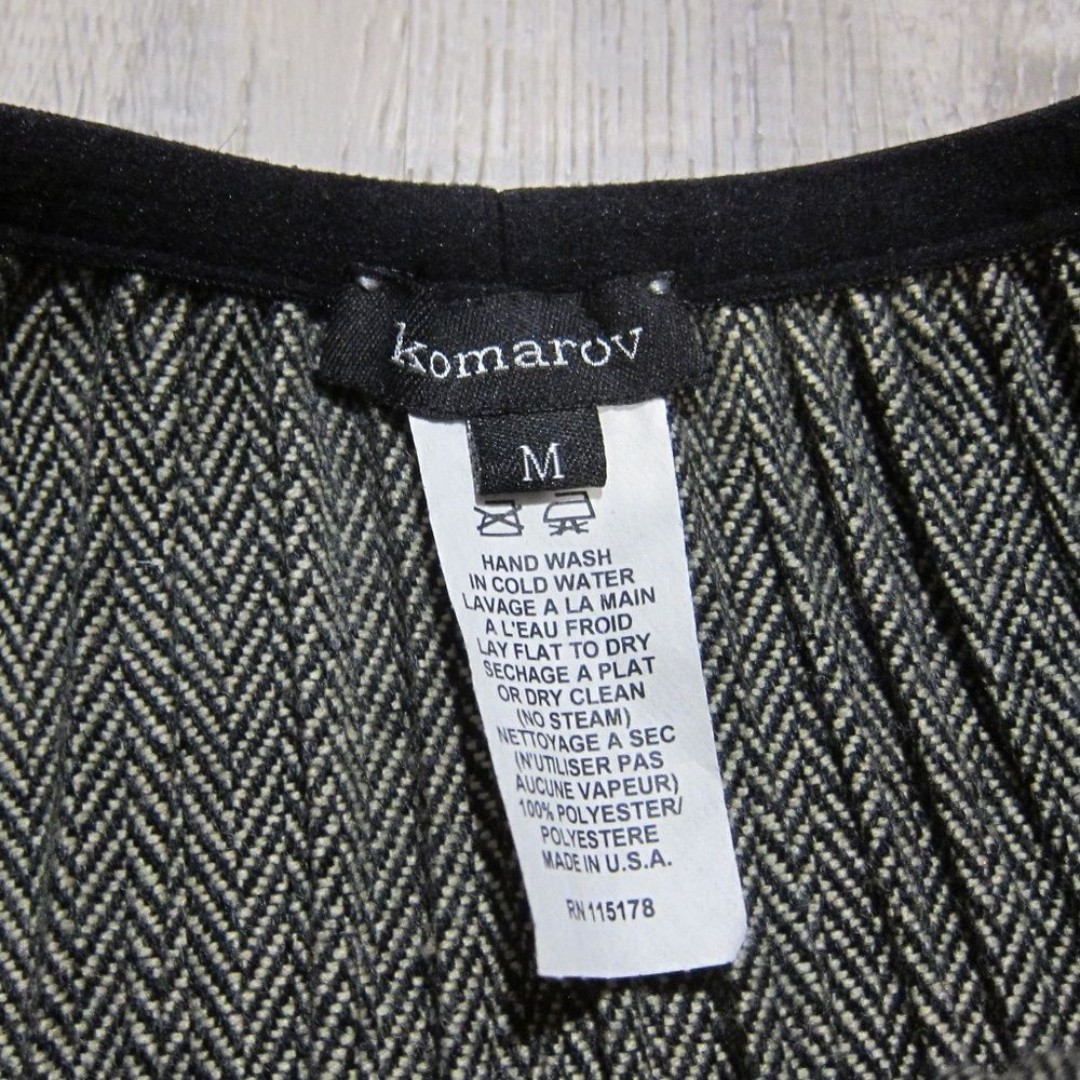 komarov
M
HAND WASH
IN COLD WATER
LAVAGE A LA MAIN
A L'EAU FROID
LAY FLAT TO DRY
SECHAGE A PLAT
OR DRY CLEAN
(NO STEAM)
NETTOYAGE A SEC
(N'UTILISER PAS
AUCUNE VAPEUR)
100% POLYESTER/
POLYESTERE
MADE IN U.S.A.
RN 115178